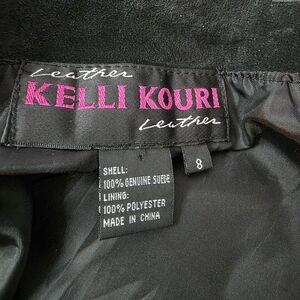 Leather
KELLI KOURI
Leather
8
SHELL:
100% GENUINE SUEDE
LINING:
100% POLYESTER
MADE IN CHINA